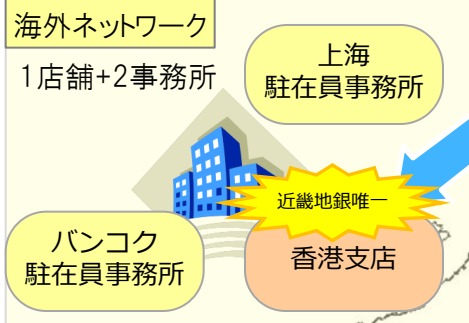 海外ネットワーク
1店舗+2事務所
上海
駐在員事務所
近畿地銀唯一
バンコク
駐在員事務所
香港支店